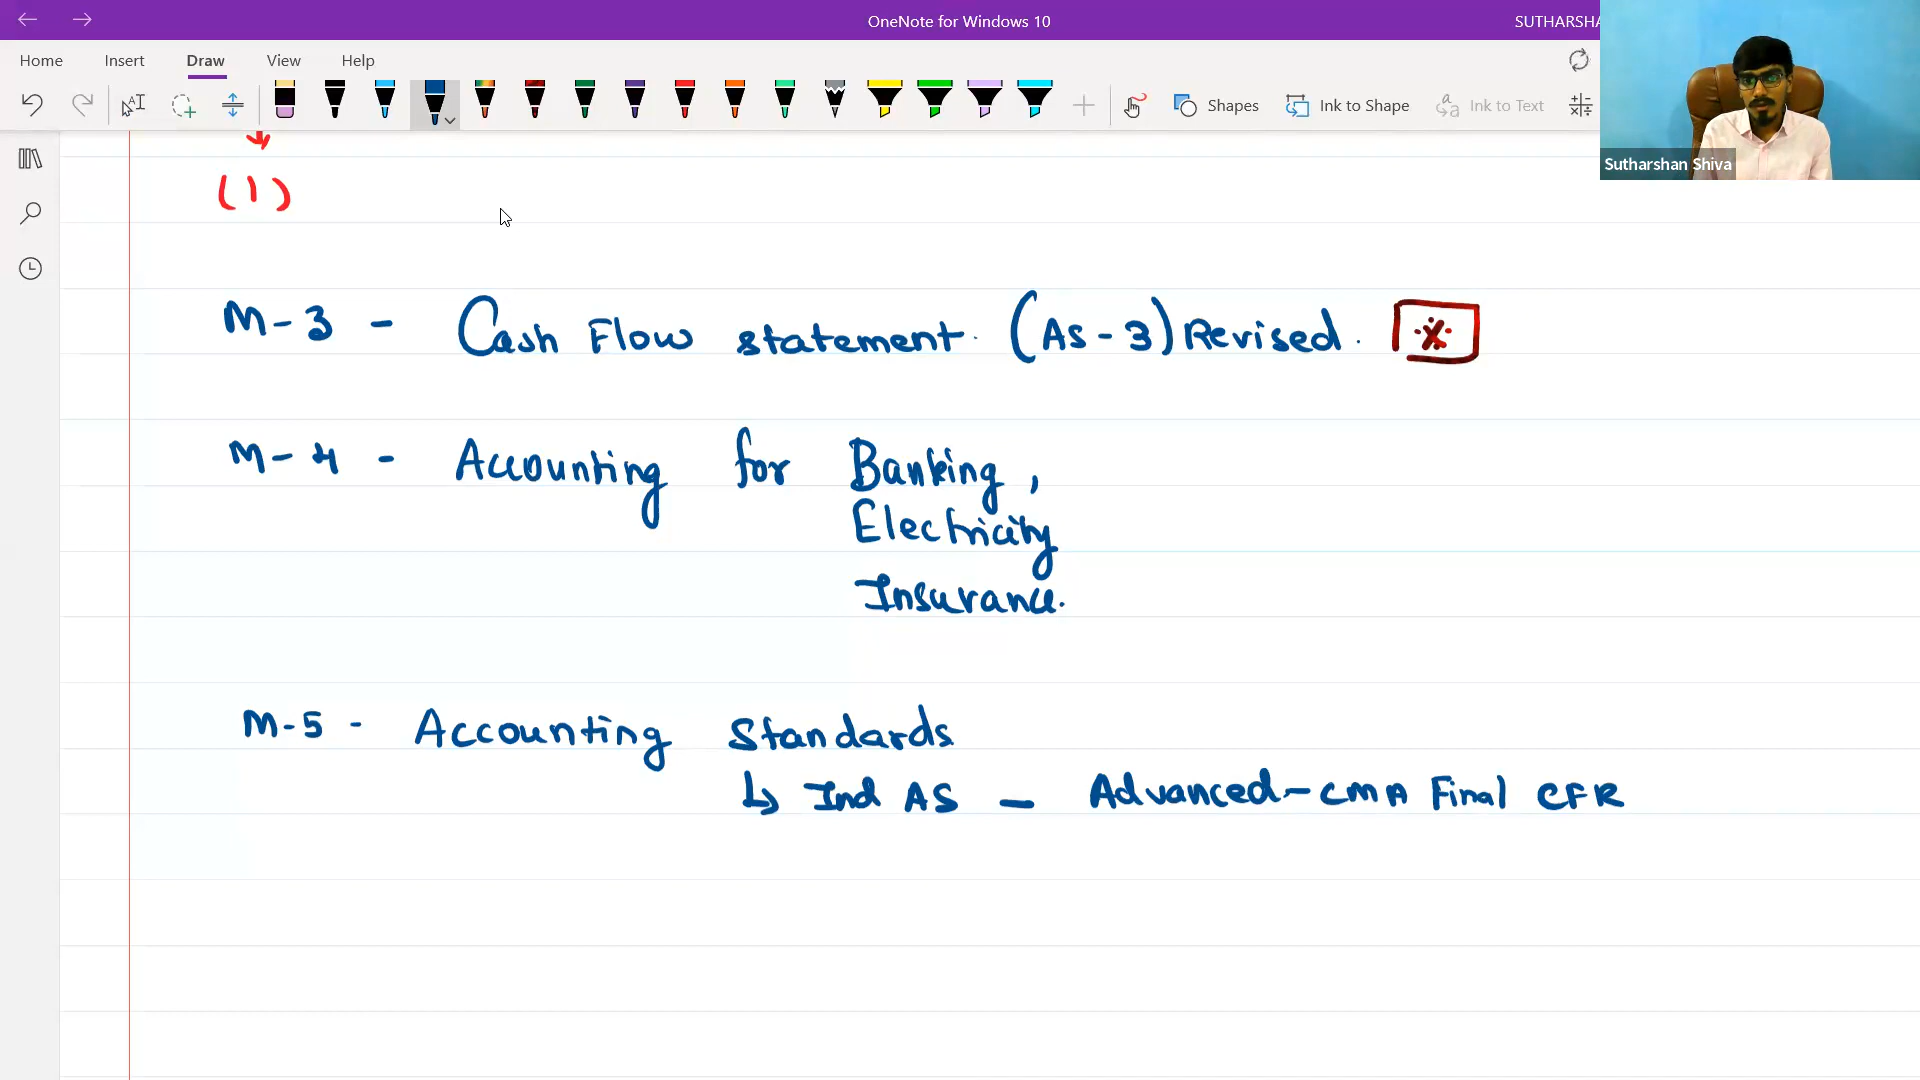 OneNote for Windows 10
SUTHARSHA
Home Insert Draw View Help
Shapes Ink to Shape Ink to Text
Sutharshan Shiva
(1)
M-3 - Cash Flow statement. (AS-3) Revised.
M-4 - Accounting for Banking,
Electricity
Insurance.
M-5 - Accounting Standards
↳ Ind AS - Advanced-CMA Final CFR